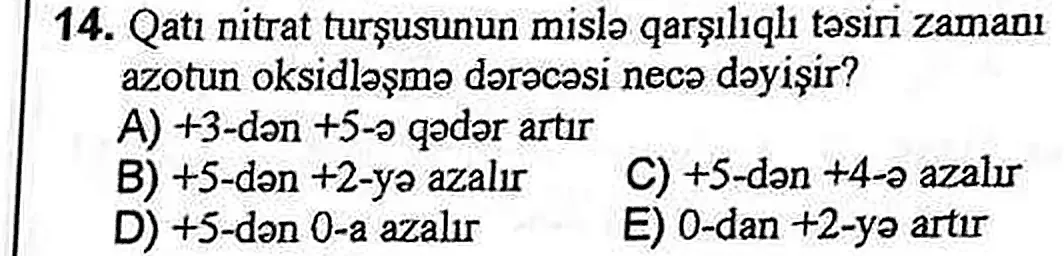 14. Qatı nitrat turşusunun mislə qarşılıqlı təsiri zamanı
azotun oksidləşmə dərəcəsi necə dəyişir?
A) +3-dən +5-ə qədər artır
B) +5-dən +2-yə azalır C) +5-dən +4-ə azalır
D) +5-dən 0-a azalır E) 0-dan +2-yə artır